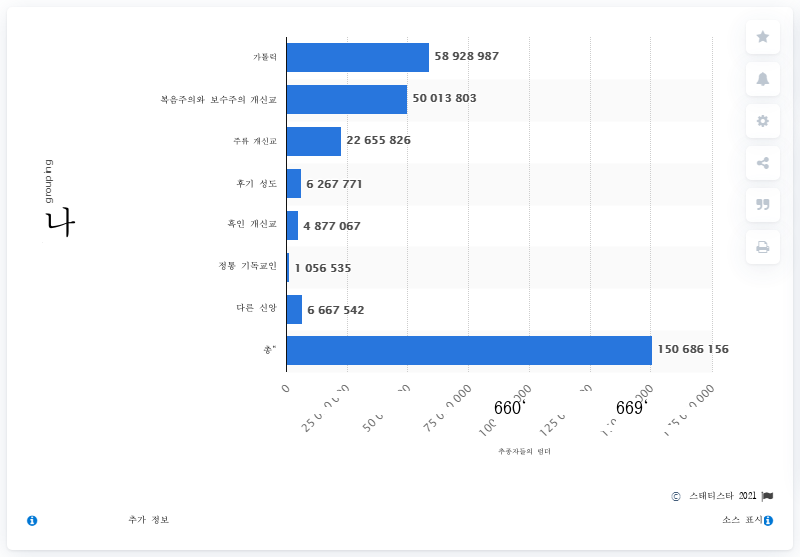 가톨릭
58 928 987
복음주의와 보수주의 개신교
50 013 803
주류 개신교
22 655 826
grouping
나
후기 성도
6 267 771
흑인 개신교
4 877 067
정통 기독교인
1 056 535
다른 신앙
6 667 542
총"
150 686 156
0
660‘
669‘
추종자들의 번더
© 스태티스타 2021
추가 정보
소스 표시